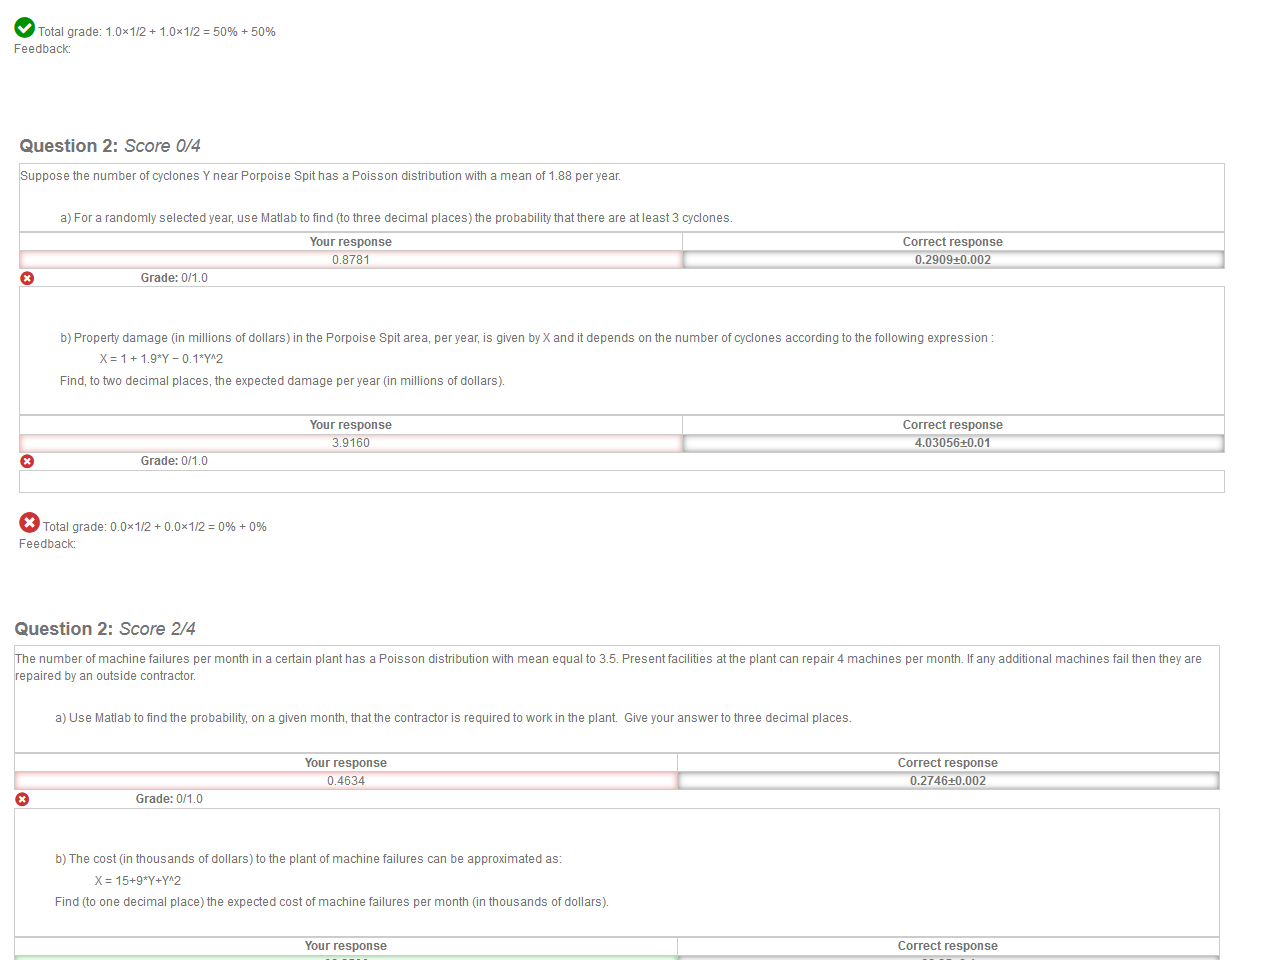 Total grade: 1.0×1/2 + 1.0×1/2 = 50% + 50%
Feedback:
Question 2: Score 0/4
Suppose the number of cyclones Y near Porpoise Spit has a Poisson distribution with a mean of 1.88 per year.
a) For a randomly selected year, use Matlab to find (to three decimal places) the probability that there are at least 3 cyclones.
Your response Correct response
0.8781 0.2909±0.002
Grade: 0/1.0
b) Property damage (in millions of dollars) in the Porpoise Spit area, per year, is given by X and it depends on the number of cyclones according to the following expression :
X = 1 + 1.9*Y − 0.1*Y^2
Find, to two decimal places, the expected damage per year (in millions of dollars).
Your response Correct response
3.9160 4.03056±0.01
Grade: 0/1.0
Total grade: 0.0×1/2 + 0.0×1/2 = 0% + 0%
Feedback:
Question 2: Score 2/4
The number of machine failures per month in a certain plant has a Poisson distribution with mean equal to 3.5. Present facilities at the plant can repair 4 machines per month. If any additional machines fail then they are
repaired by an outside contractor.
a) Use Matlab to find the probability, on a given month, that the contractor is required to work in the plant. Give your answer to three decimal places.
Your response Correct response
0.4634 0.2746±0.002
Grade: 0/1.0
b) The cost (in thousands of dollars) to the plant of machine failures can be approximated as:
X = 15+9*Y+Y^2
Find (to one decimal place) the expected cost of machine failures per month (in thousands of dollars).
Your response Correct response